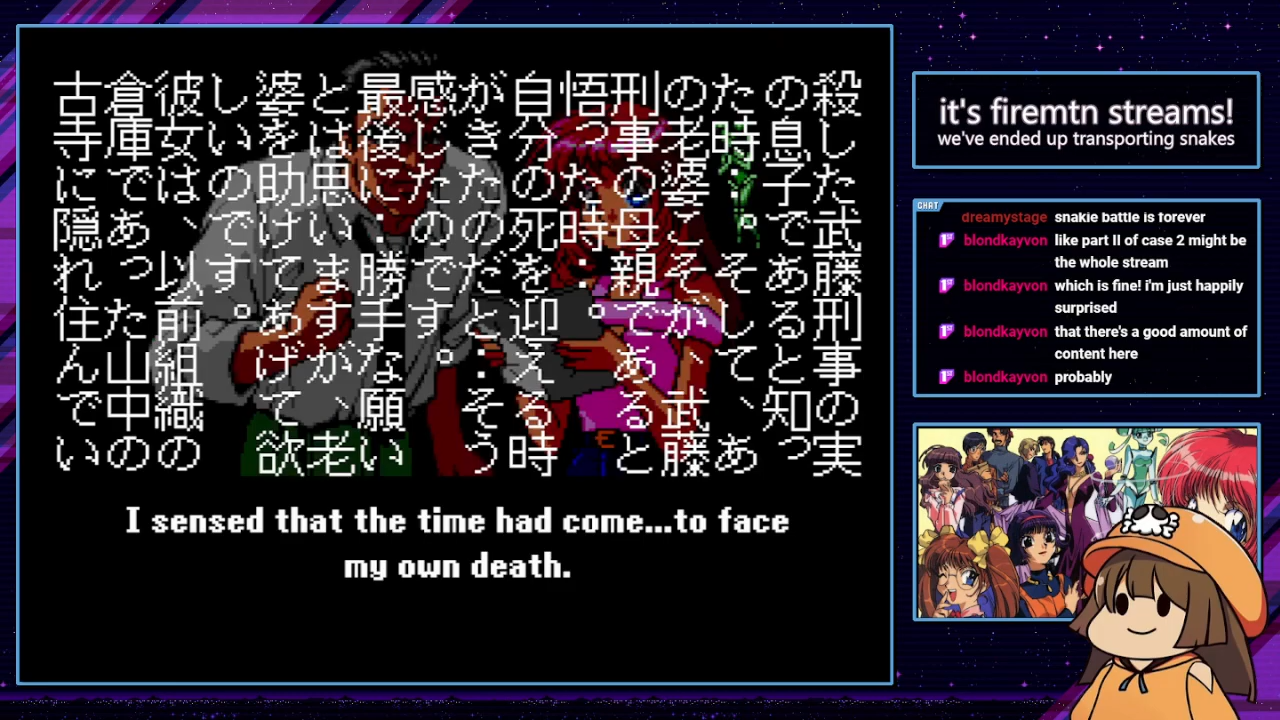 殺した武藤刑事の実
の息子であると知っ
た時…。そして、あ
の老婆こそが、武藤
刑事の母親であると
悟った時…。
自分の死を迎える時
がきたのだと…そう
感じたのです。
最後に…勝手な願い
とは思いますが、老
婆を助けてあげて欲
しいのです。
彼女は、以前組織の
倉庫であった山中の
古寺に隠れ住んでい
I sensed that the time had come...to face
my own death.
it's firemtn streams!
we've ended up transporting snakes
CHAT
dreamystage snakie battle is forever
blondkayvon like part II of case 2 might be
the whole stream
blondkayvon which is fine! i'm just happily
surprised
blondkayvon that there's a good amount of
content here
blondkayvon probably